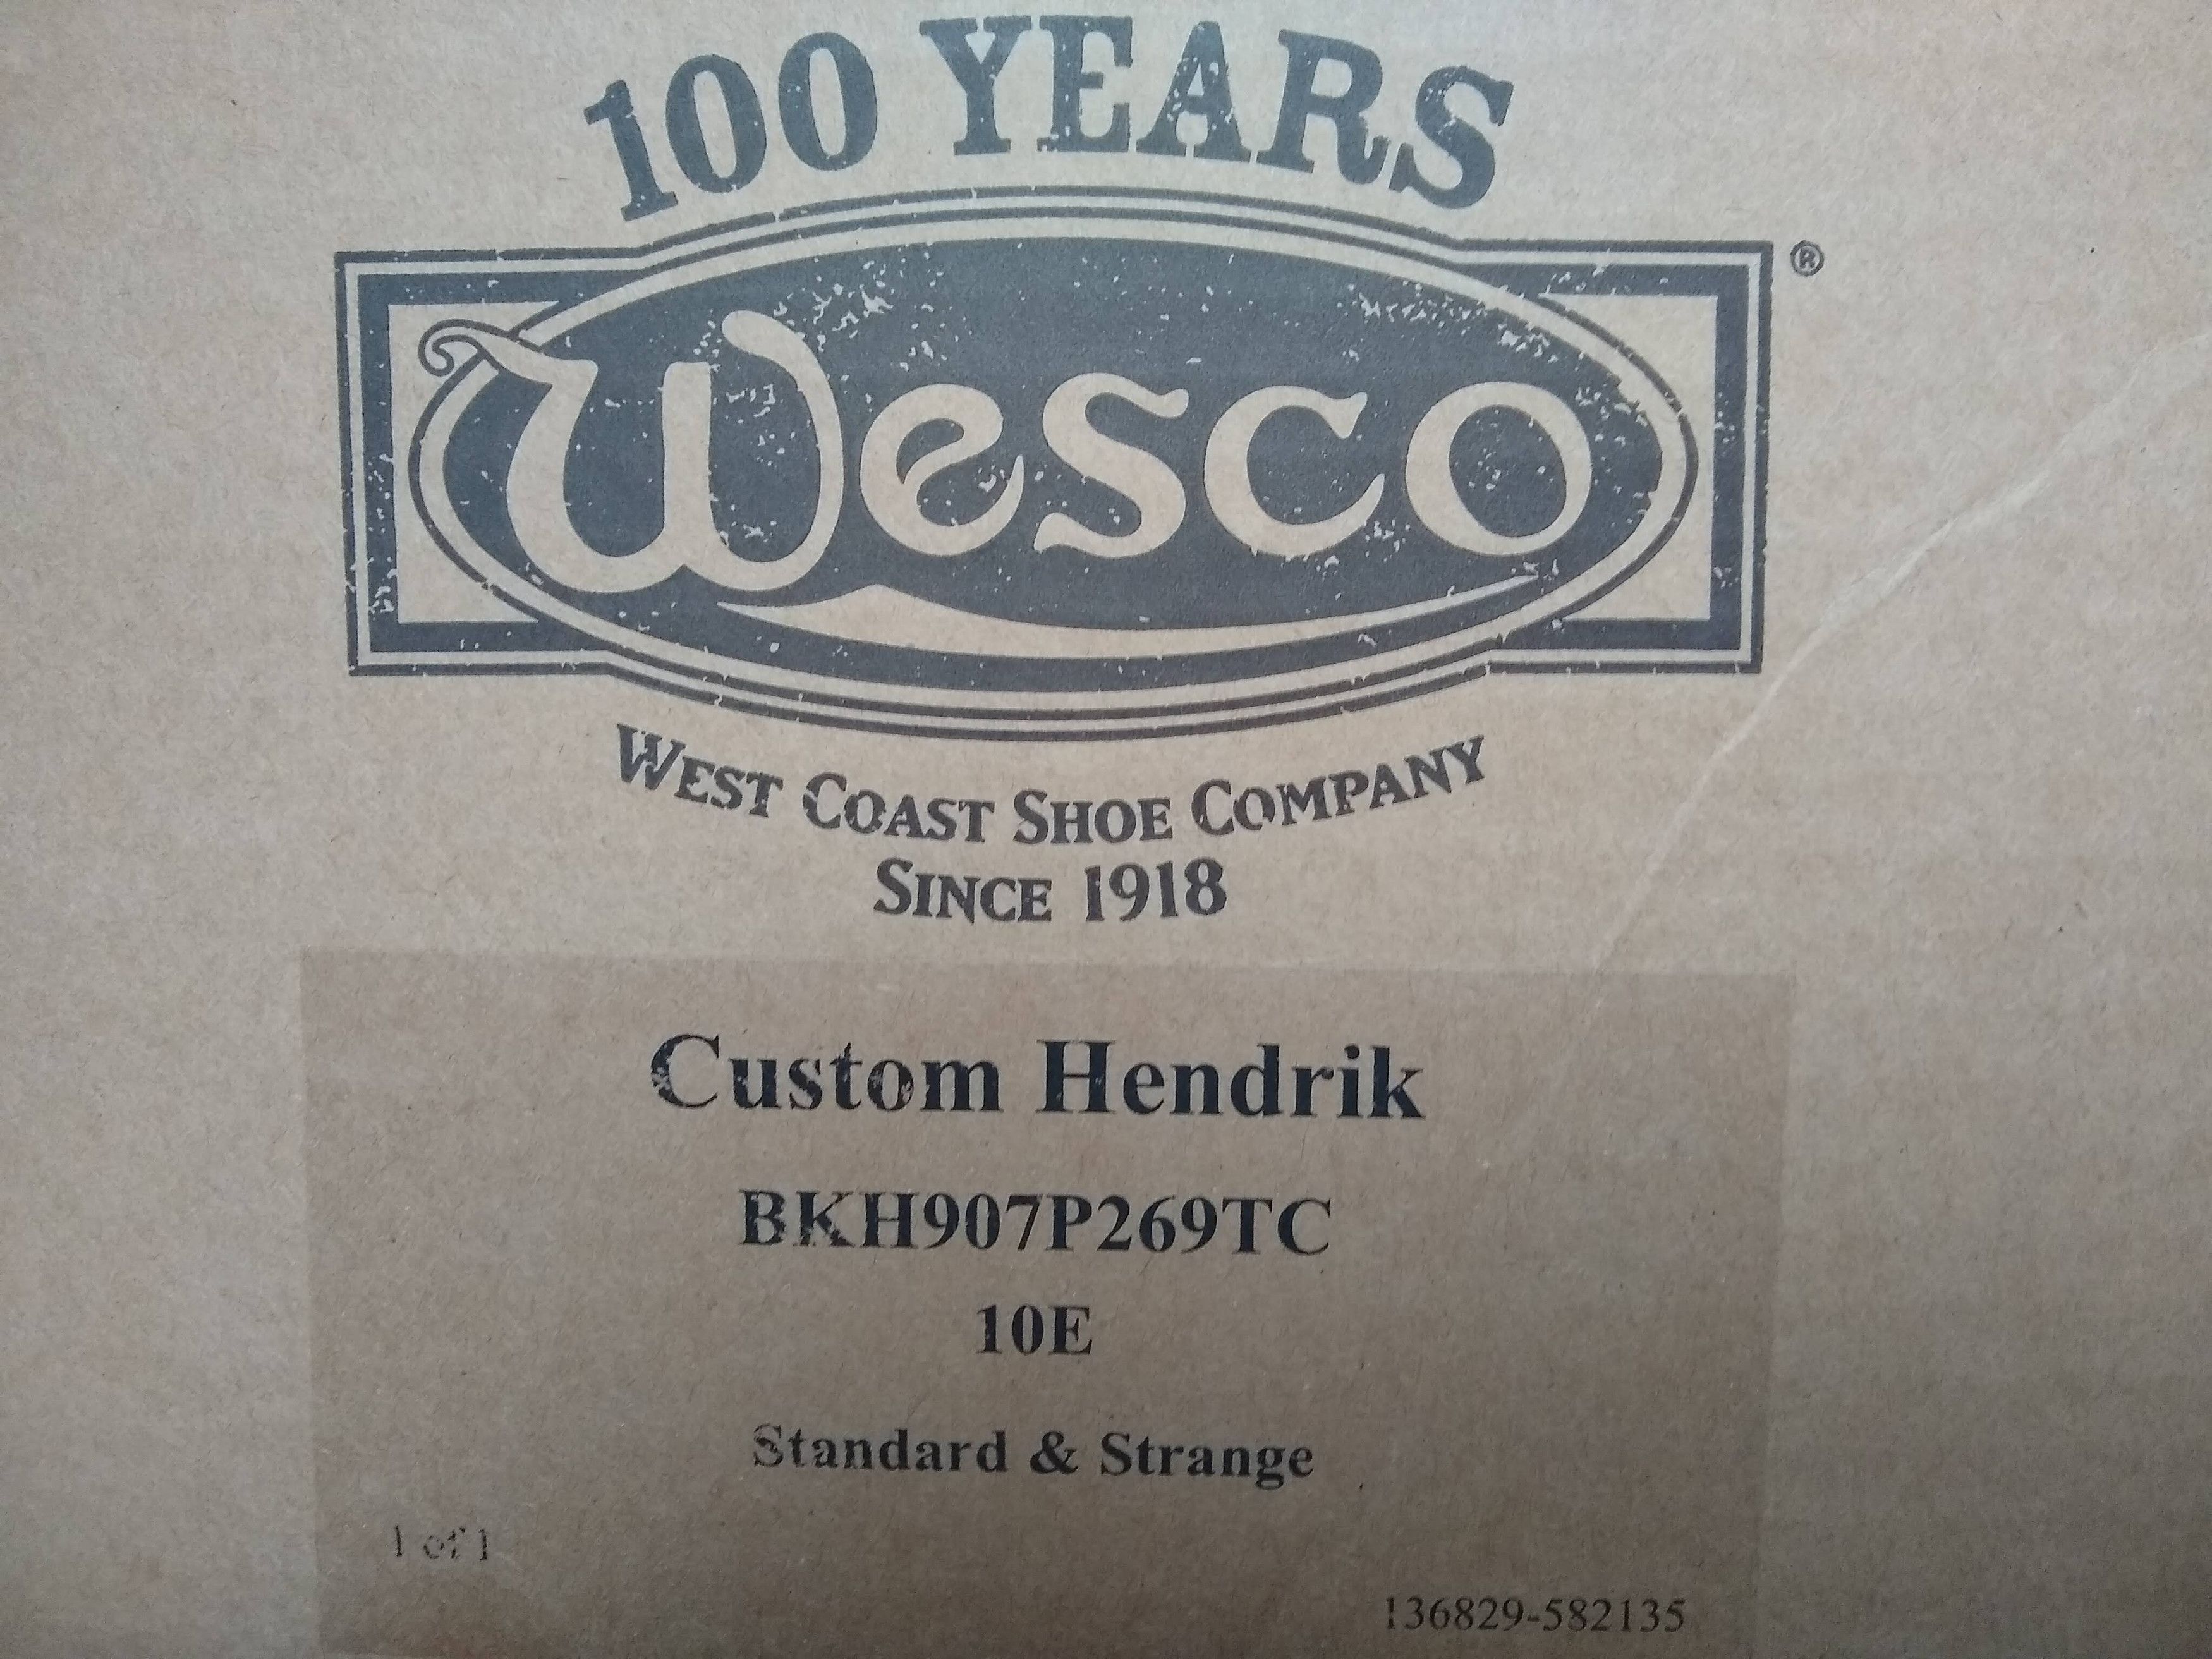 100 YEARS
Wesco ®
WEST COAST SHOE COMPANY
SINCE 1918
Custom Hendrik
BKH907P269TC
10E
Standard & Strange
1 of 1
136829-582135